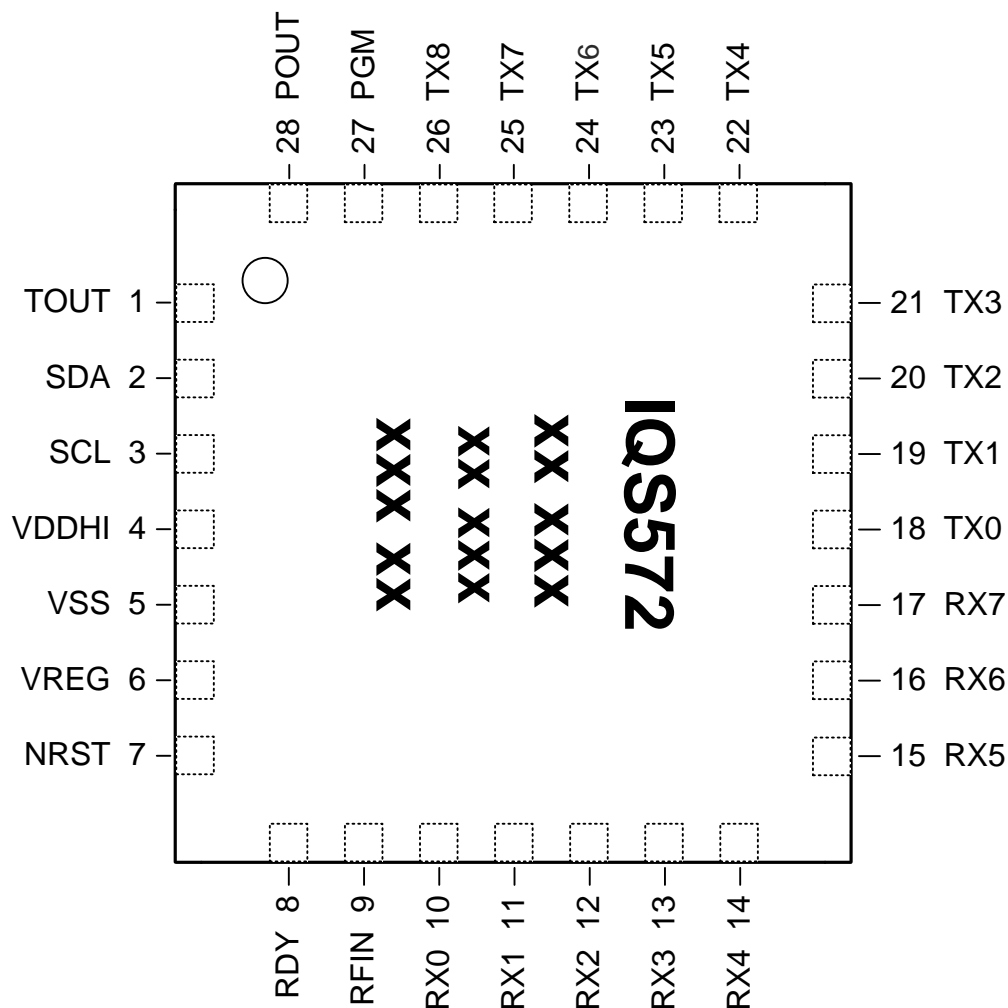 28 POUT
27 PGM
26 TX8
25 TX7
24 TX6
23 TX5
22 TX4
TOUT 1
SDA 2
SCL 3
VDDHI 4
VSS 5
VREG 6
NRST 7
21 TX3
20 TX2
19 TX1
18 TX0
17 RX7
16 RX6
15 RX5
IQS572
xx xxx xx
xx xxx xx
xxx xx xx
RDY 8
RFIN 9
RX0 10
RX1 11
RX2 12
RX3 13
RX4 14